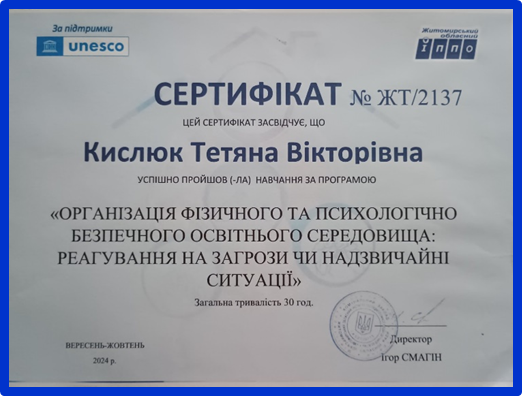 За підтримки
unesco
Житомирський
обласний
ІППО
СЕРТИФІКАТ № ЖТ/2137
ЦЕЙ СЕРТИФІКАТ ЗАСВІДЧУЄ, ЩО
Кислюк Тетяна Вікторівна
УСПІШНО ПРОЙШОВ (-ЛА) НАВЧАННЯ ЗА ПРОГРАМОЮ
«ОРГАНІЗАЦІЯ ФІЗИЧНОГО ТА ПСИХОЛОГІЧНО
БЕЗПЕЧНОГО ОСВІТНЬОГО СЕРЕДОВИЩА:
РЕАГУВАННЯ НА ЗАГРОЗИ ЧИ НАДЗВИЧАЙНІ
СИТУАЦІЇ»
Загальна тривалість 30 год.
ВЕРЕСЕНЬ-ЖОВТЕНЬ
2024 р.
Директор
Ігор СМАГІН